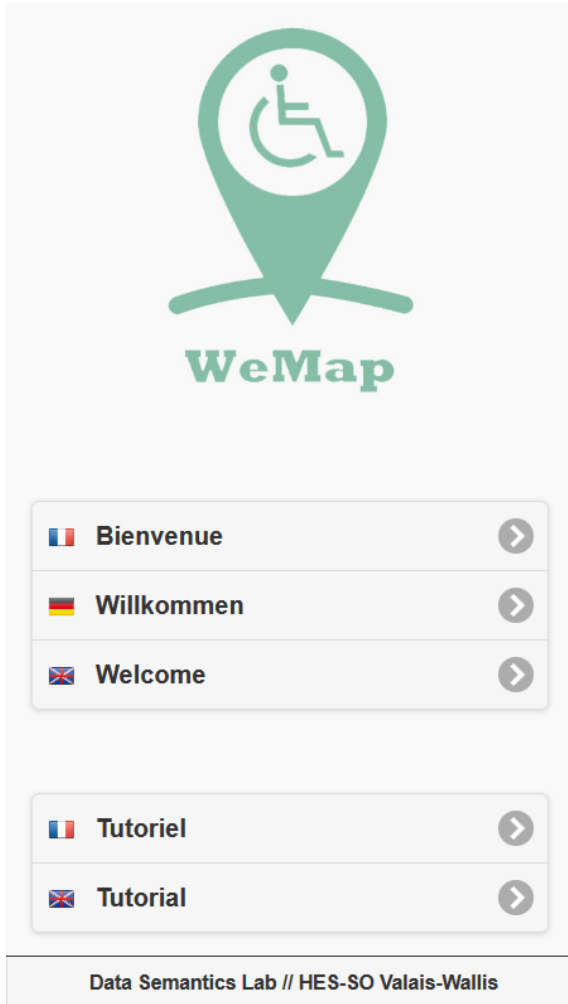 WeMap
Bienvenue
Willkommen
Welcome
Tutoriel
Tutorial
Data Semantics Lab // HES-SO Valais-Wallis